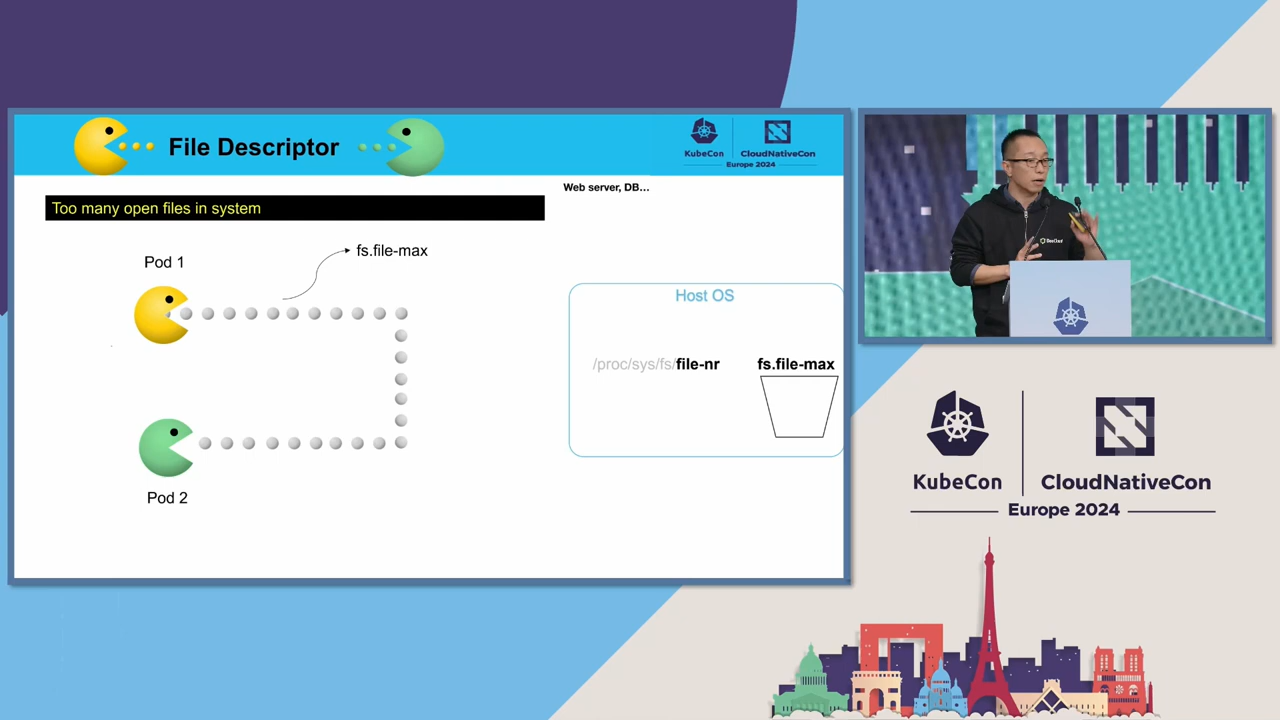 File Descriptor
KubeCon
CloudNativeCon
Europe 2024
Web server, DB...
Too many open files in system
fs.file-max
Pod 1
Host OS
/proc/sys/fs/file-nr
fs.file-max
Pod 2
KubeCon
CloudNativeCon
Europe 2024